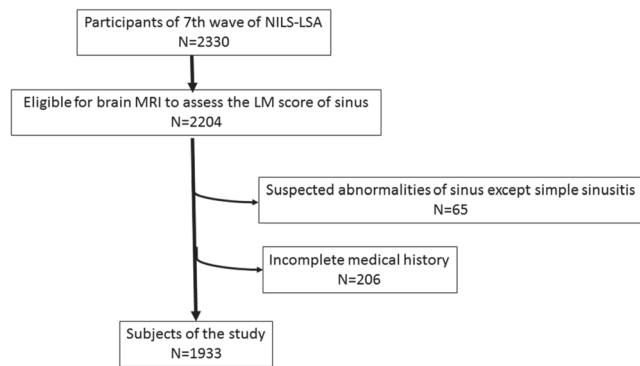 Participants of 7th wave of NILS-LSA
N=2330
Eligible for brain MRI to assess the LM score of sinus
N=2204
Suspected abnormalities of sinus except simple sinusitis
N=65
Incomplete medical history
N=206
Subjects of the study
N=1933